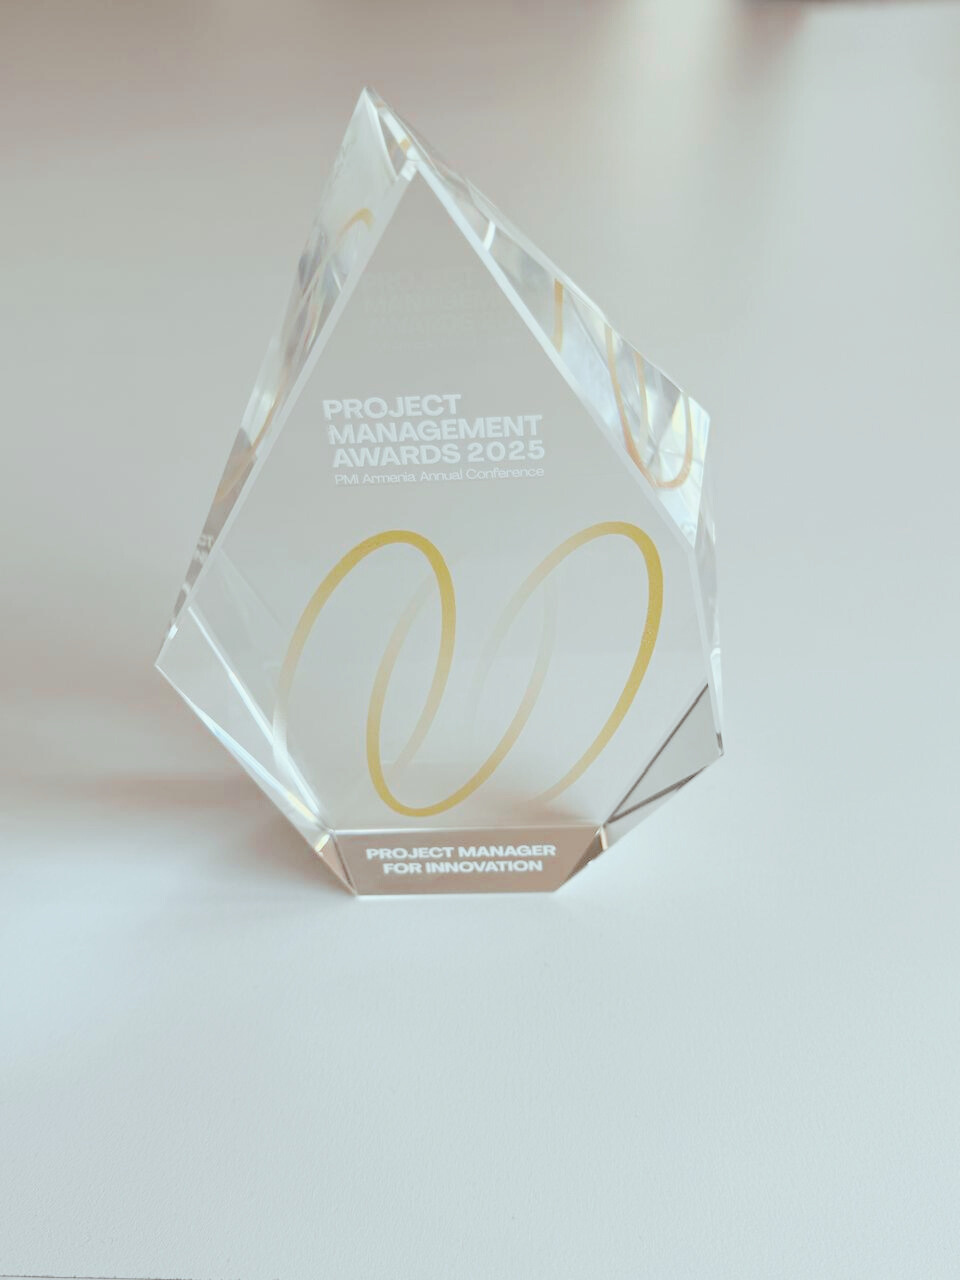 PROJECT
MANAGEMENT
AWARDS 2025
PMI Armenia Annual Conference
PROJECT MANAGER
FOR INNOVATION